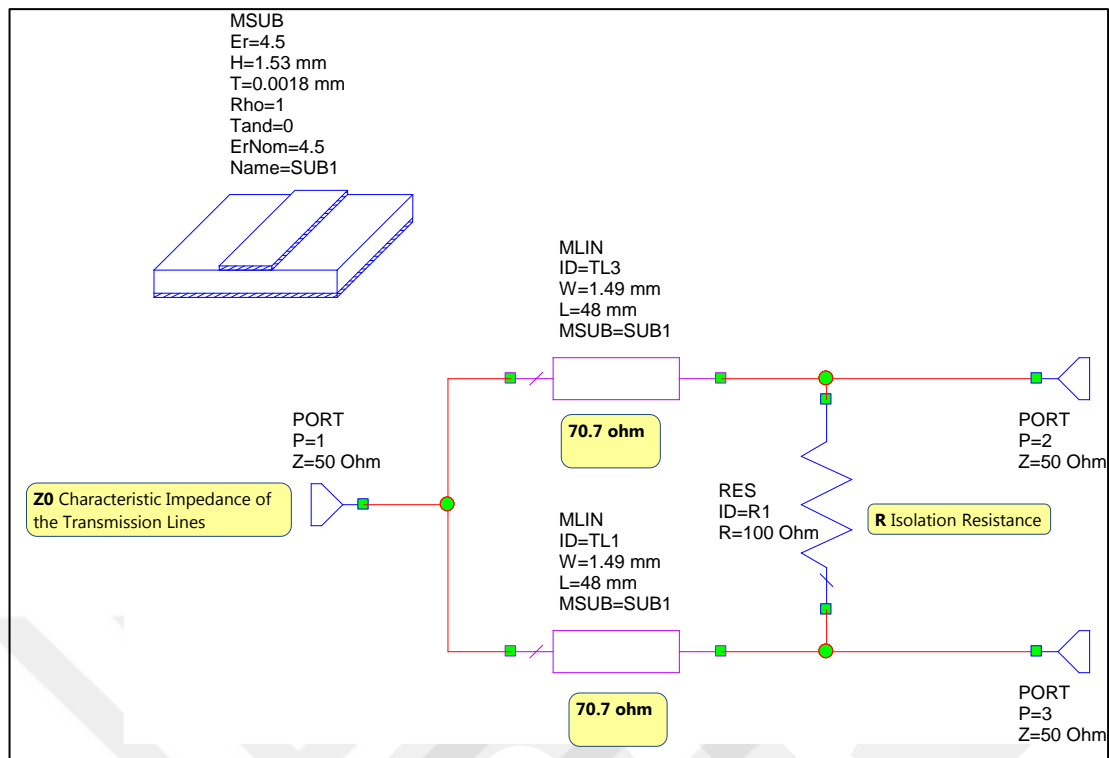 MSUB
Er=4.5
H=1.53 mm
T=0.0018 mm
Rho=1
Tand=0
ErNom=4.5
Name=SUB1
MLIN
ID=TL3
W=1.49 mm
L=48 mm
MSUB=SUB1
70.7 ohm
PORT
P=1
Z=50 Ohm
Z0 Characteristic Impedance of
the Transmission Lines
PORT
P=2
Z=50 Ohm
RES
ID=R1
R=100 Ohm
R Isolation Resistance
MLIN
ID=TL1
W=1.49 mm
L=48 mm
MSUB=SUB1
70.7 ohm
PORT
P=3
Z=50 Ohm